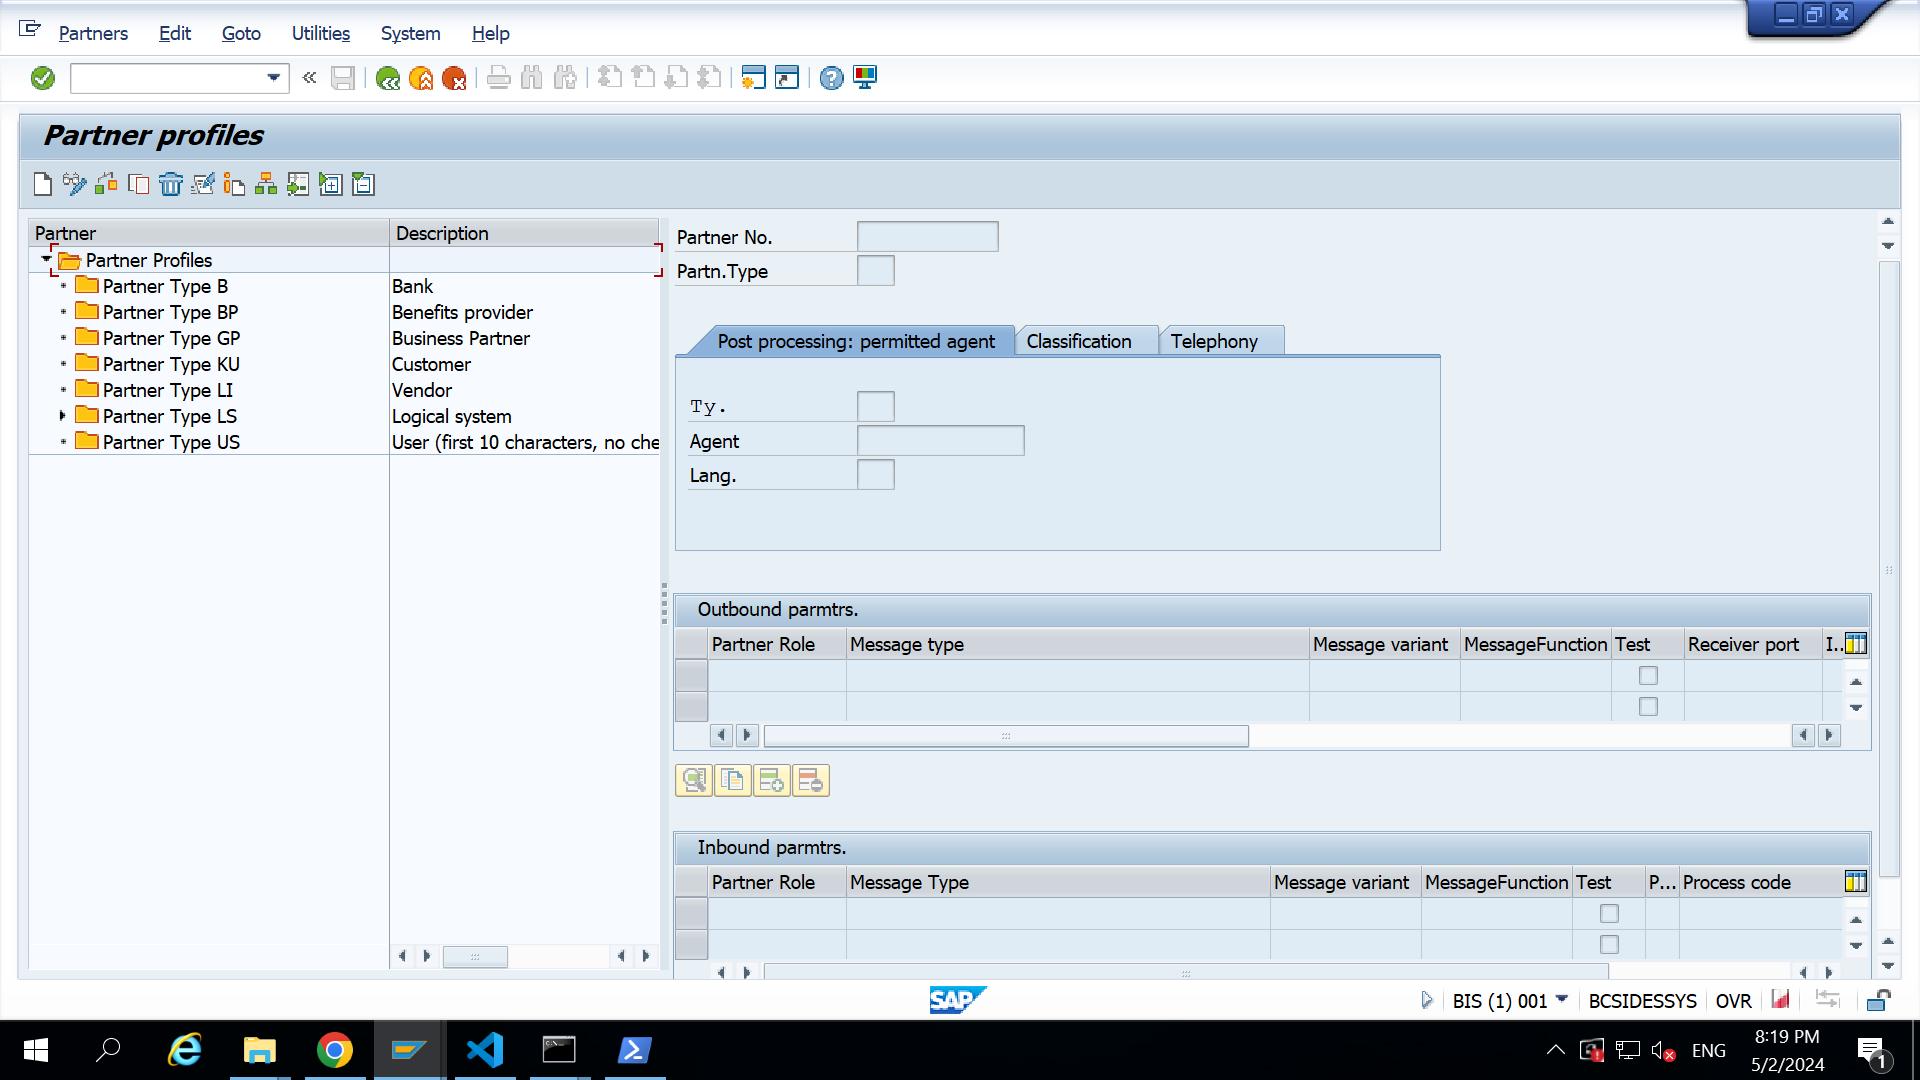 Partners Edit Goto Utilities System Help
Partner profiles
Partner Description
Partner Profiles
Partner Type B Bank
Partner Type BP Benefits provider
Partner Type GP Business Partner
Partner Type KU Customer
Partner Type LI Vendor
Partner Type LS Logical system
Partner Type US User (first 10 characters, no che
Partner No.
Partn.Type
Post processing: permitted agent Classification Telephony
Ty.
Agent
Lang.
Outbound parmtrs.
Partner Role Message type Message variant MessageFunction Test Receiver port I..
Inbound parmtrs.
Partner Role Message Type Message variant MessageFunction Test P... Process code
SAP
BIS (1) 001 BCSIDESSYS OVR
ENG
8:19 PM
5/2/2024
1